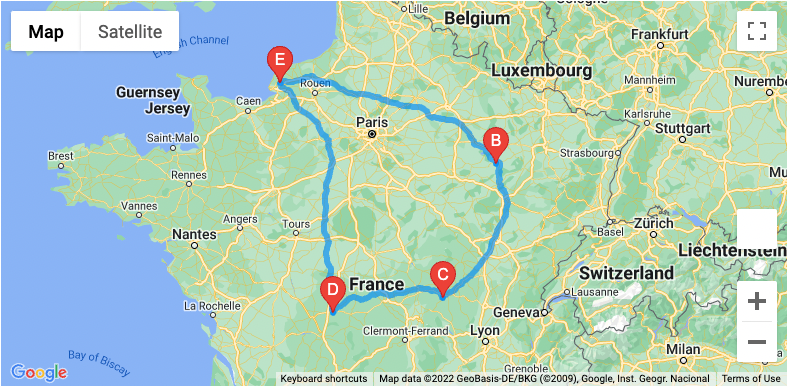 Map
Satellite
English Channel
Lille
Belgium
Cologne
Frankfurt
Luxembourg
Mannheim
Nuremberg
Guernsey
Jersey
E
Rouen
Caen
Paris
B
Karlsruhe
Stuttgart
Saint-Malo
Strasbourg
Brest
Rennes
Mu
Vannes
Angers
Tours
Nantes
Basel
Zürich
Liechtenstein
C
D
France
Switzerland
Lausanne
La Rochelle
Geneva
Clermont-Ferrand
Lyon
Milan
Bay of Biscay
Grenoble
Google
Keyboard shortcuts
Map data ©2022 GeoBasis-DE/BKG (©2009), Google, Inst. Geogr. Nacional
Terms of Use